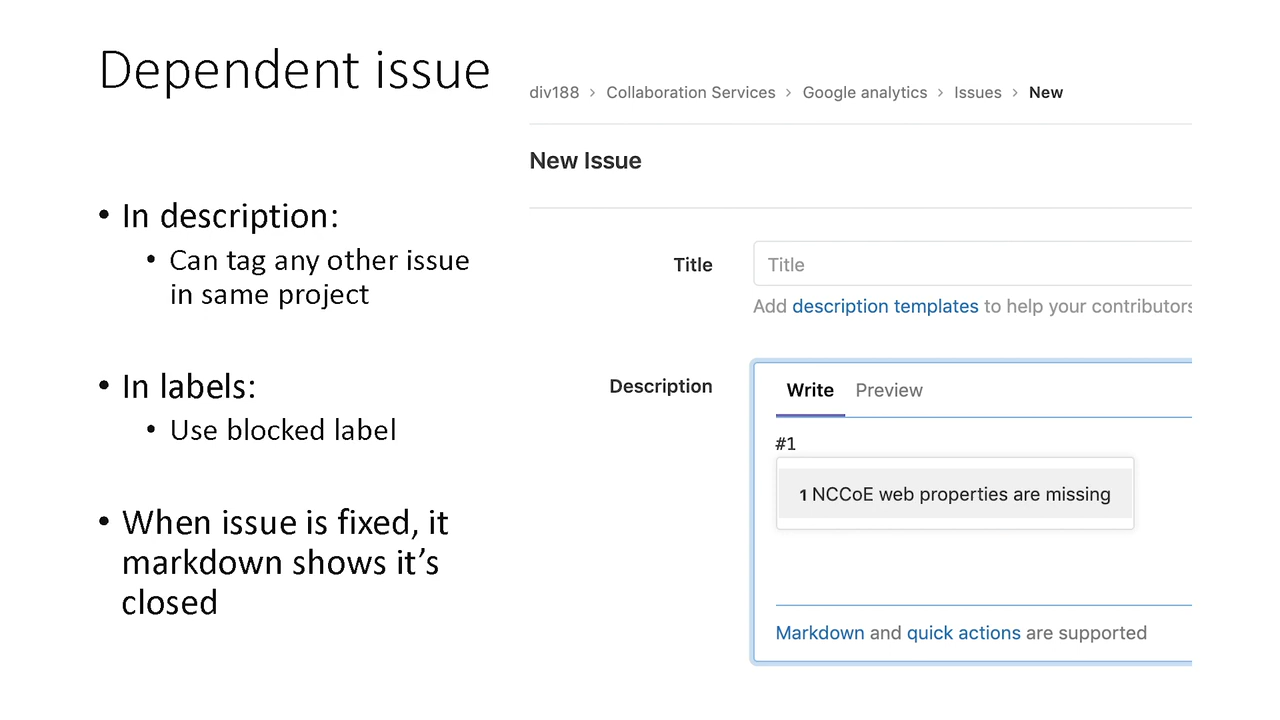 Dependent issue
• In description:
• Can tag any other issue
in same project
• In labels:
• Use blocked label
• When issue is fixed, it
markdown shows it’s
closed
div188 > Collaboration Services > Google analytics > Issues > New
New Issue
Title
Title
Add description templates to help your contributors
Description
Write Preview
#1
1 NCCoE web properties are missing
Markdown and quick actions are supported